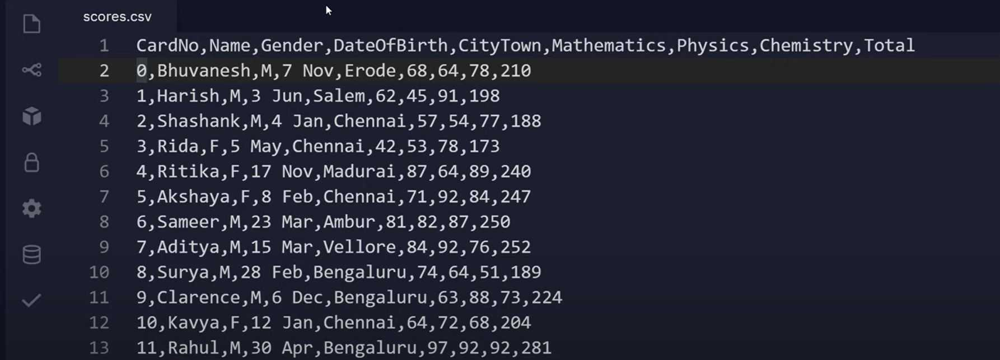 scores.csv
1 CardNo,Name,Gender,DateOfBirth,CityTown,Mathematics,Physics,Chemistry,Total
2 0,Bhuvanesh,M,7 Nov,Erode,68,64,78,210
3 1,Harish,M,3 Jun,Salem,62,45,91,198
4 2,Shashank,M,4 Jan,Chennai,57,54,77,188
5 3,Rida,F,5 May,Chennai,42,53,78,173
6 4,Ritika,F,17 Nov,Madurai,87,64,89,240
7 5,Akshaya,F,8 Feb,Chennai,71,92,84,247
8 6,Sameer,M,23 Mar,Ambur,81,82,87,250
9 7,Aditya,M,15 Mar,Vellore,84,92,76,252
10 8,Surya,M,28 Feb,Bengaluru,74,64,51,189
11 9,Clarence,M,6 Dec,Bengaluru,63,88,73,224
12 10,Kavya,F,12 Jan,Chennai,64,72,68,204
13 11,Rahul,M,30 Apr,Bengaluru,97,92,92,281